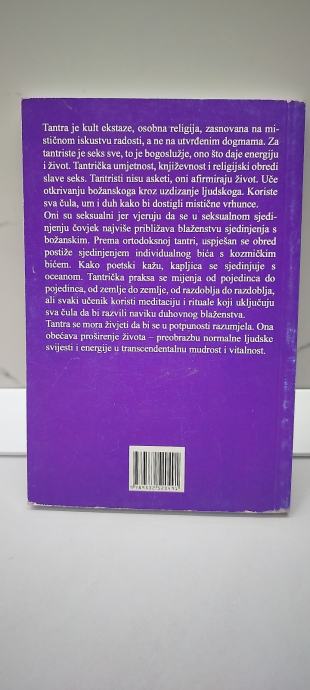 Tantra je kult ekstaze, osobna religija, zasnovana na mi-
stičnom iskustvu radosti, a ne na utvrđenim dogmama. Za
tantriste je seks sve, to je bogoslužje, ono što daje energiju
i život. Tantrička umjetnost, književnost i religijski obredi
slave seks. Tantristi nisu asketi, oni afirmiraju život. Uče
otkrivanju božanskoga kroz uzdizanje ljudskoga. Koriste
sva čula, um i duh kako bi dostigli mistične vrhunce.
Oni su seksualni jer vjeruju da se u seksualnom sjedi-
njenju čovjek najviše približava blaženstvu sjedinjenja s
božanskim. Prema ortodoksnoj tantri, uspješan se obred
postiže sjedinjenjem individualnog bića s kozmičkim
bićem. Kako poetski kažu, kapljica se sjedinjuje s
oceanom. Tantrička praksa se mijenja od pojedinca do
pojedinca, od zemlje do zemlje, od razdoblja do razdoblja,
ali svaki učenik koristi meditaciju i rituale koji uključuju
sva čula da bi razvili naviku duhovnog blaženstva.
Tantra se mora živjeti da bi se u potpunosti razumjela. Ona
obećava proširenje života – preobrazbu normalne ljudske
svijesti i energije u transcendentalnu mudrost i vitalnost.